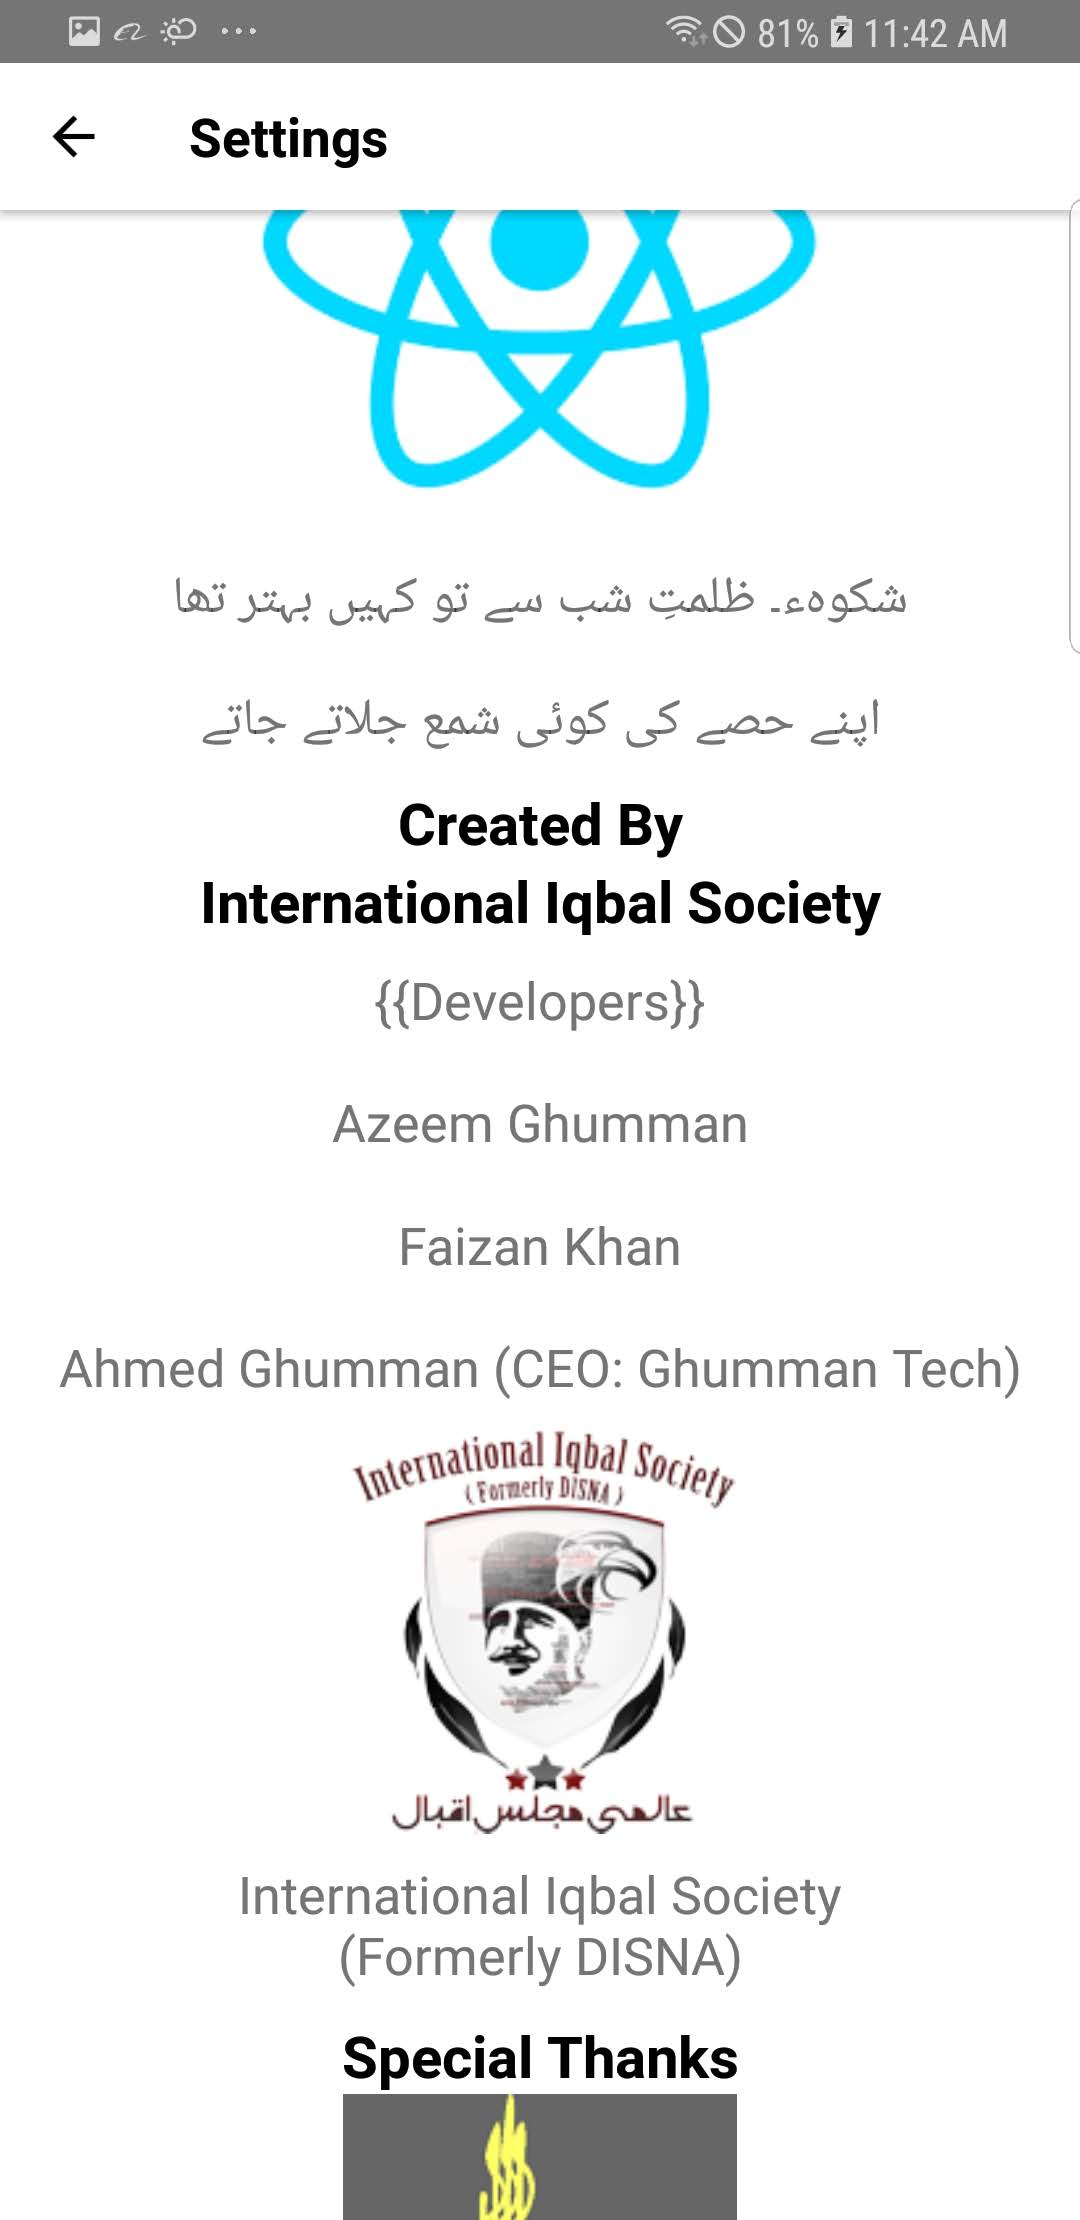 81% 11:42 AM
Settings
شکوہء۔ ظلمتِ شب سے تو کہیں بہتر تھا
اپنے حصے کی کوئی شمع جلاتے جاتے
Created By
International Iqbal Society
{{Developers}}
Azeem Ghumman
Faizan Khan
Ahmed Ghumman (CEO: Ghumman Tech)
International Iqbal Society
( Formerly DISNA )
عالمی مجلس اقبال
International Iqbal Society
(Formerly DISNA)
Special Thanks